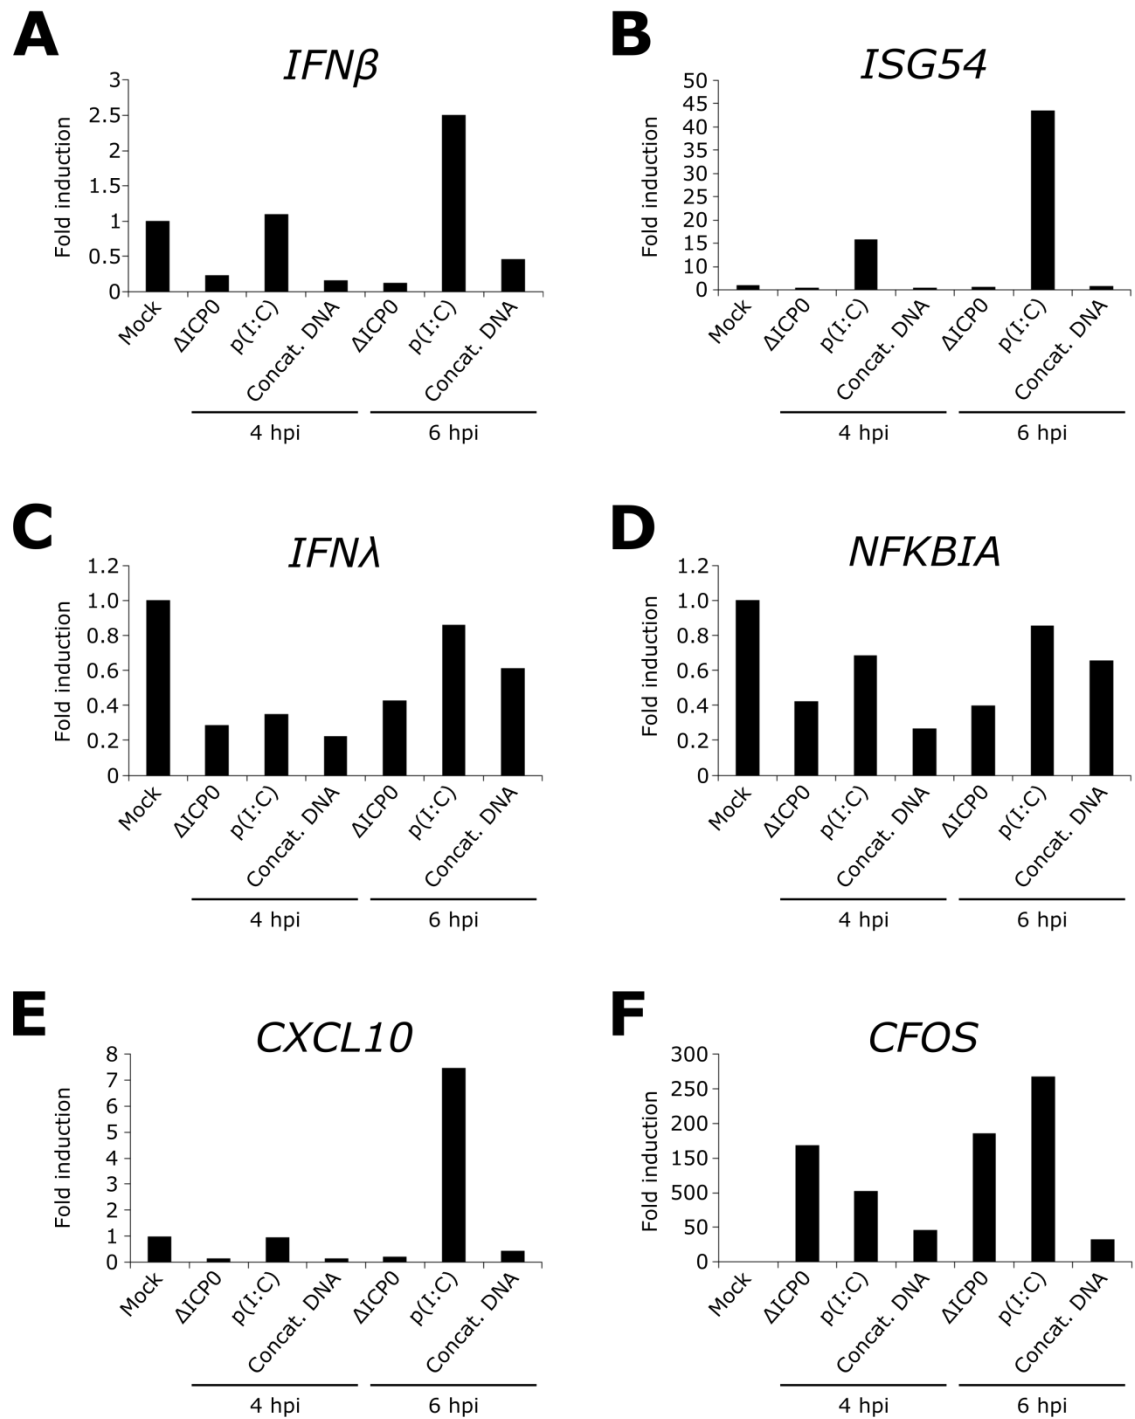 A
IFNβ
Fold induction
3
2.5
2
1.5
1
0.5
0
Mock
ΔICP0
p(I:C)
Concat. DNA
ΔICP0
p(I:C)
Concat. DNA
4 hpi
6 hpi
B
ISG54
Fold induction
50
45
40
35
30
25
20
15
10
5
0
Mock
ΔICP0
p(I:C)
Concat. DNA
ΔICP0
p(I:C)
Concat. DNA
4 hpi
6 hpi
C
IFNλ
Fold induction
1.2
1.0
0.8
0.6
0.4
0.2
0
Mock
ΔICP0
p(I:C)
Concat. DNA
ΔICP0
p(I:C)
Concat. DNA
4 hpi
6 hpi
D
NFKBIA
Fold induction
1.2
1.0
0.8
0.6
0.4
0.2
0
Mock
ΔICP0
p(I:C)
Concat. DNA
ΔICP0
p(I:C)
Concat. DNA
4 hpi
6 hpi
E
CXCL10
Fold induction
8
7
6
5
4
3
2
1
0
Mock
ΔICP0
p(I:C)
Concat. DNA
ΔICP0
p(I:C)
Concat. DNA
4 hpi
6 hpi
F
CFOS
Fold induction
300
250
200
150
500
50
0
Mock
ΔICP0
p(I:C)
Concat. DNA
ΔICP0
p(I:C)
Concat. DNA
4 hpi
6 hpi